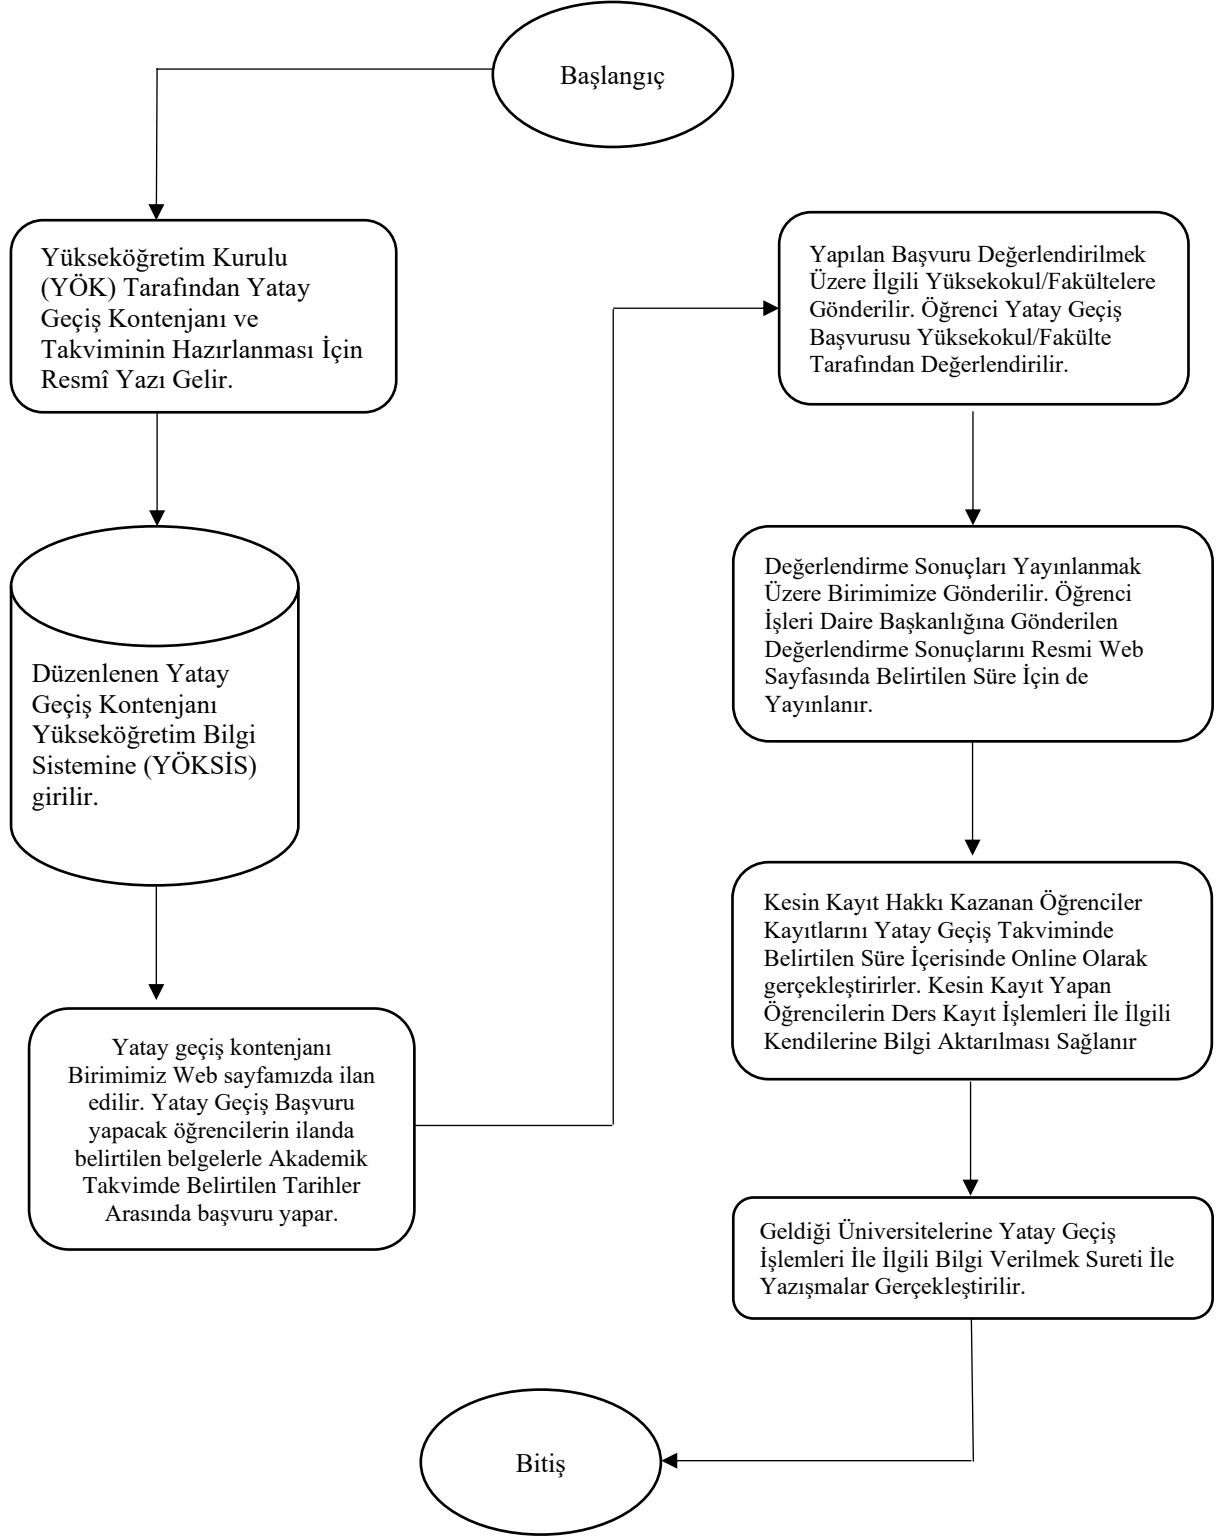 Başlangıç
Yükseköğretim Kurulu
(YÖK) Tarafından Yatay
Geçiş Kontenjanı ve
Takviminin Hazırlanması İçin
Resmî Yazı Gelir.
Düzenlenen Yatay
Geçiş Kontenjanı
Yükseköğretim Bilgi
Sistemine (YÖKSİS)
girilir.
Yatay geçiş kontenjanı
Birimimiz Web sayfamızda ilan
edilir. Yatay Geçiş Başvuru
yapacak öğrencilerin ilanda
belirtilen belgelerle Akademik
Takvimde Belirtilen Tarihler
Arasında başvuru yapar.
Yapılan Başvuru Değerlendirilmek
Üzere İlgili Yüksekokul/Fakültelere
Gönderilir. Öğrenci Yatay Geçiş
Başvurusu Yüksekokul/Fakülte
Tarafından Değerlendirilir.
Değerlendirme Sonuçları Yayınlanmak
Üzere Birimimize Gönderilir. Öğrenci
İşleri Daire Başkanlığına Gönderilen
Değerlendirme Sonuçlarını Resmi Web
Sayfasında Belirtilen Süre İçin de
Yayınlanır.
Kesin Kayıt Hakkı Kazanan Öğrenciler
Kayıtlarını Yatay Geçiş Takviminde
Belirtilen Süre İçerisinde Online Olarak
gerçekleştirirler. Kesin Kayıt Yapan
Öğrencilerin Ders Kayıt İşlemleri İle İlgili
Kendilerine Bilgi Aktarılması Sağlanır
Geldiği Üniversitelerine Yatay Geçiş
İşlemleri İle İlgili Bilgi Verilmek Sureti İle
Yazışmalar Gerçekleştirilir.
Bitiş